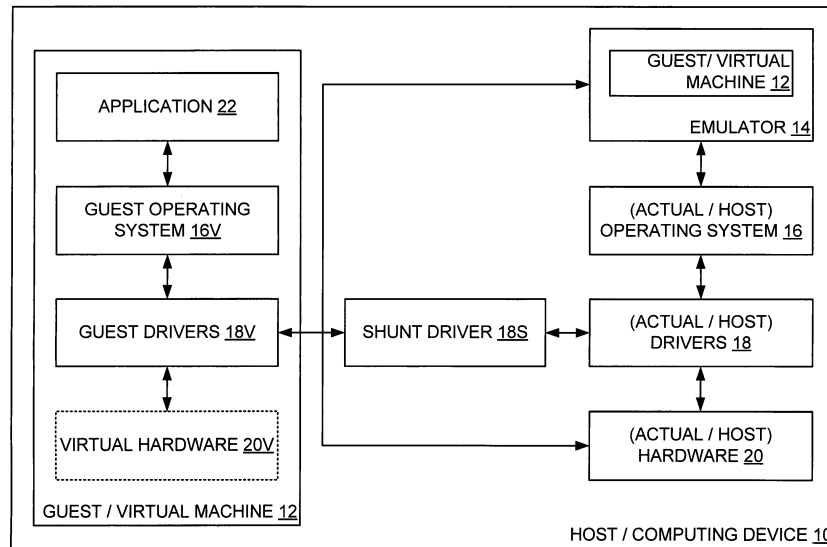 APPLICATION 22
GUEST OPERATING
SYSTEM 16V
GUEST DRIVERS 18V
VIRTUAL HARDWARE 20V
GUEST / VIRTUAL MACHINE 12
SHUNT DRIVER 18S
GUEST/ VIRTUAL
MACHINE 12
EMULATOR 14
(ACTUAL / HOST)
OPERATING SYSTEM 16
(ACTUAL / HOST)
DRIVERS 18
(ACTUAL / HOST)
HARDWARE 20
HOST / COMPUTING DEVICE 10